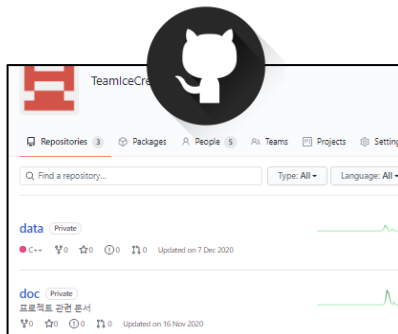 TeamIceCre
Repositories 3 Packages People 5 Teams Projects Setting
Find a repository... Type: All Language: All
data Private
C++ 0 0 0 0 Updated on 7 Dec 2020
doc Private
프로젝트 관련 문서
0 0 0 0 Updated on 16 Nov 2020